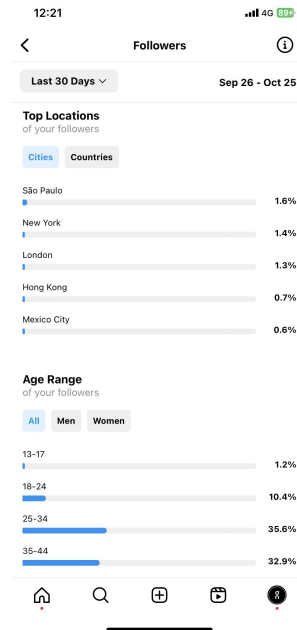 12:21
4G 89
Followers
Last 30 Days
Sep 26 - Oct 25
Top Locations
of your followers
Cities Countries
São Paulo
1.6%
New York
1.4%
London
1.3%
Hong Kong
0.7%
Mexico City
0.6%
Age Range
of your followers
All Men Women
13-17
1.2%
18-24
10.4%
25-34
35.6%
35-44
32.9%